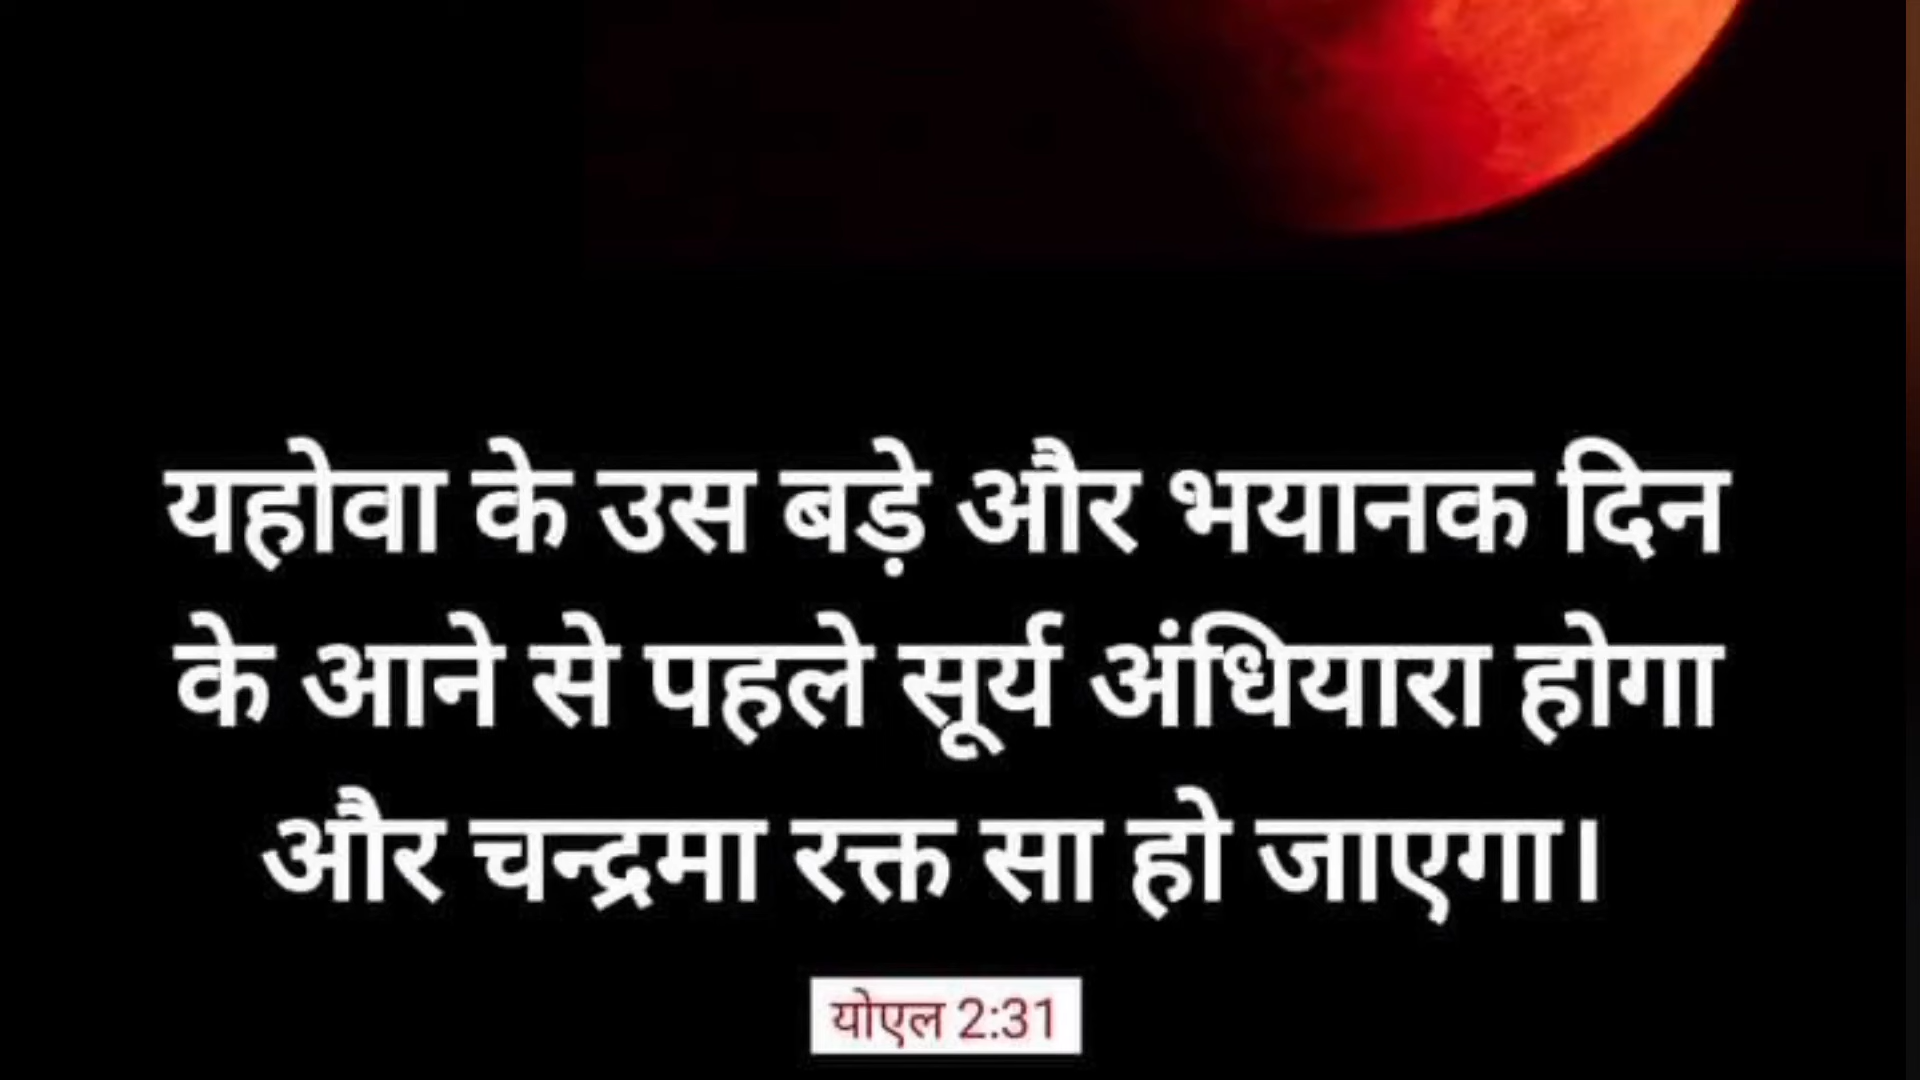 यहोवा के उस बड़े और भयानक दिन
के आने से पहले सूर्य अंधियारा होगा
और चन्द्रमा रक्त सा हो जाएगा।
योएल 2:31